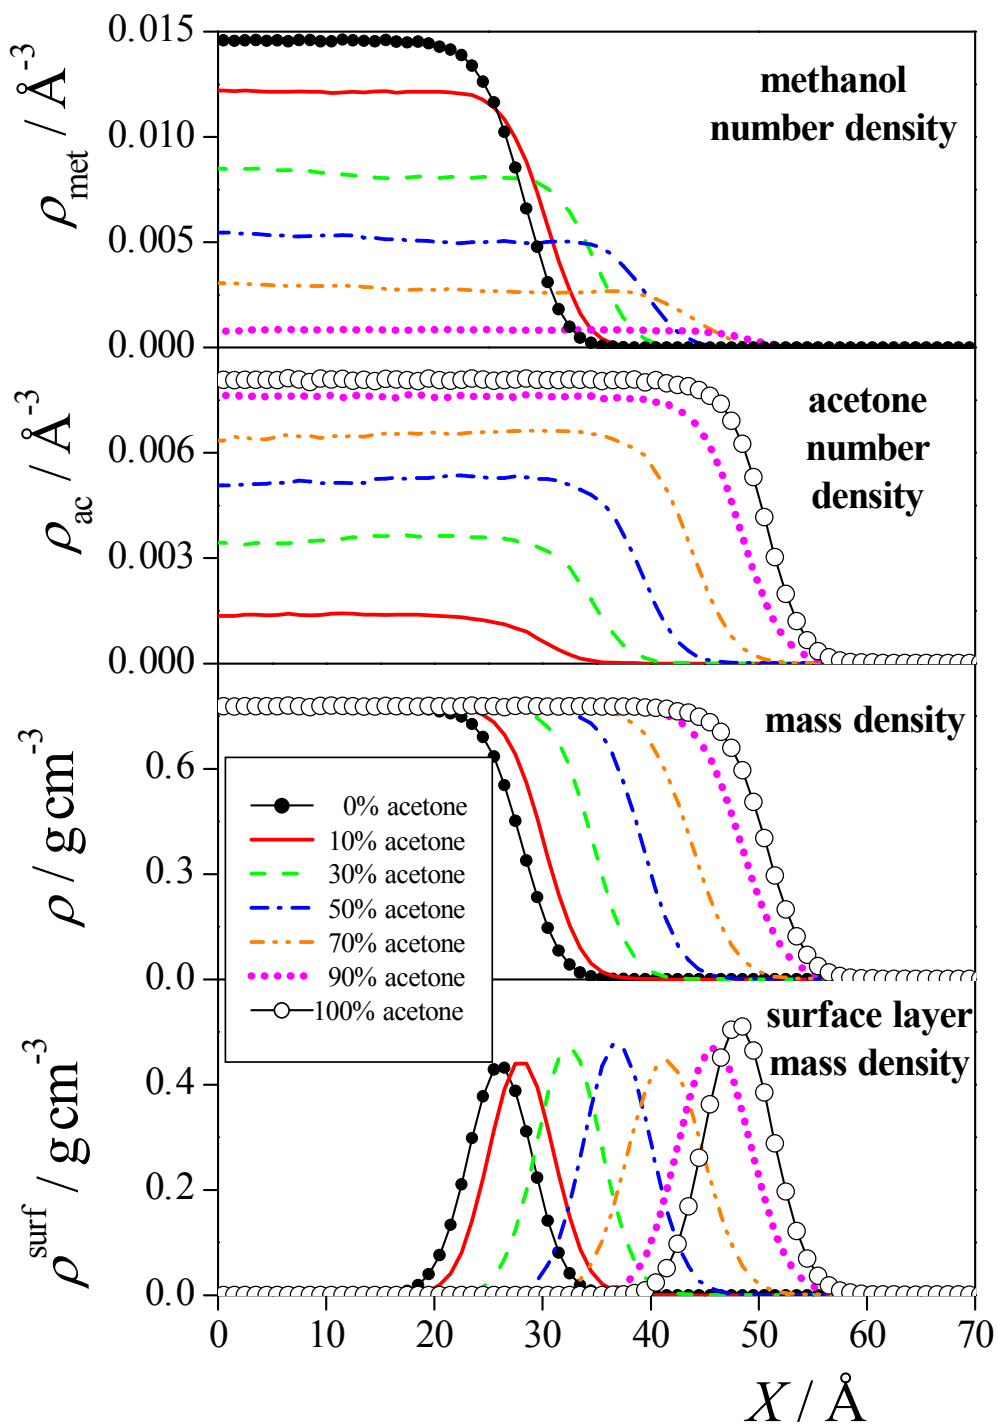 0.015
0.010
0.005
0.000
ρmet / Å-3
methanol
number density
0.006
0.003
0.000
ρac / Å-3
acetone
number
density
0.6
0.3
0.0
ρ / g cm-3
mass density
0% acetone
10% acetone
30% acetone
50% acetone
70% acetone
90% acetone
100% acetone
0.4
0.2
0.0
ρsurf / g cm-3
surface layer
mass density
0 10 20 30 40 50 60 70
X / Å